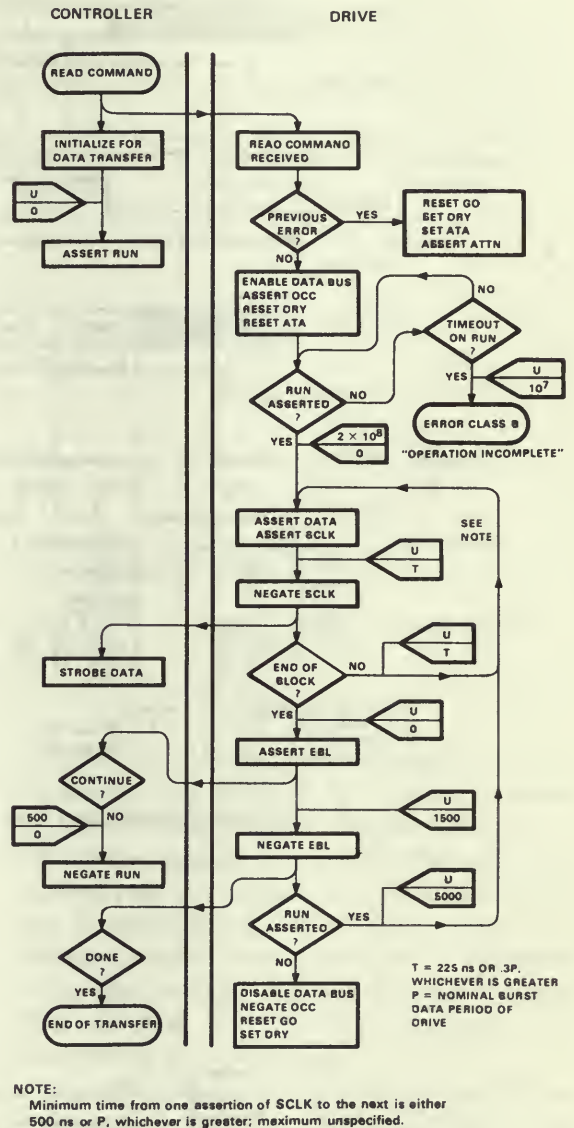 CONTROLLER
DRIVE
READ COMMAND
INITIALIZE FOR
DATA TRANSFER
U
0
ASSERT RUN
READ COMMAND
RECEIVED
PREVIOUS
ERROR
?
YES
RESET GO
SET DRY
SET ATA
ASSERT ATTN
NO
ENABLE DATA BUS
ASSERT OCC
RESET DRY
RESET ATA
NO
TIMEOUT
ON RUN
?
YES
U
10⁷
ERROR CLASS B
"OPERATION INCOMPLETE"
RUN
ASSERTED
?
NO
YES
2 × 10⁸
0
ASSERT DATA
ASSERT SCLK
SEE
NOTE
U
T
NEGATE SCLK
STROBE DATA
END OF
BLOCK
?
NO
U
T
YES
U
0
ASSERT EBL
CONTINUE
?
NO
500
0
NEGATE RUN
U
1500
NEGATE EBL
RUN
ASSERTED
?
YES
U
5000
NO
DONE
?
YES
END OF TRANSFER
DISABLE DATA BUS
NEGATE OCC
RESET GO
SET DRY
T = 225 ns OR .3P,
WHICHEVER IS GREATER
P = NOMINAL BURST
DATA PERIOD OF
DRIVE
NOTE:
Minimum time from one assertion of SCLK to the next is either
500 ns or P, whichever is greater; maximum unspecified.